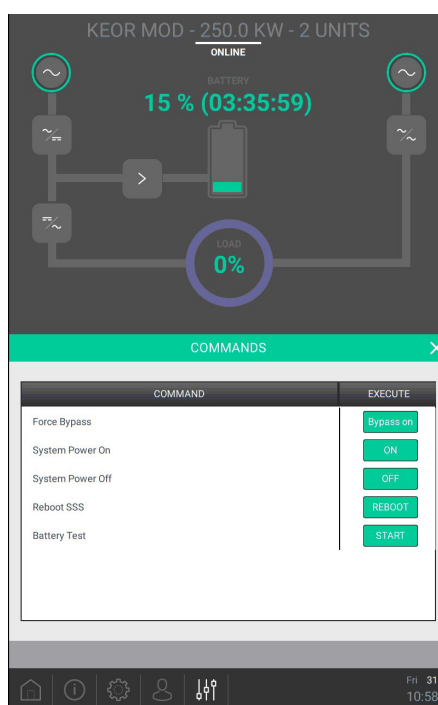 KEOR MOD - 250.0 KW - 2 UNITS
ONLINE
BATTERY
15 % (03:35:59)
LOAD
0%
COMMANDS
COMMAND EXECUTE
Force Bypass Bypass on
System Power On ON
System Power Off OFF
Reboot SSS REBOOT
Battery Test START
Fri 31
10:58